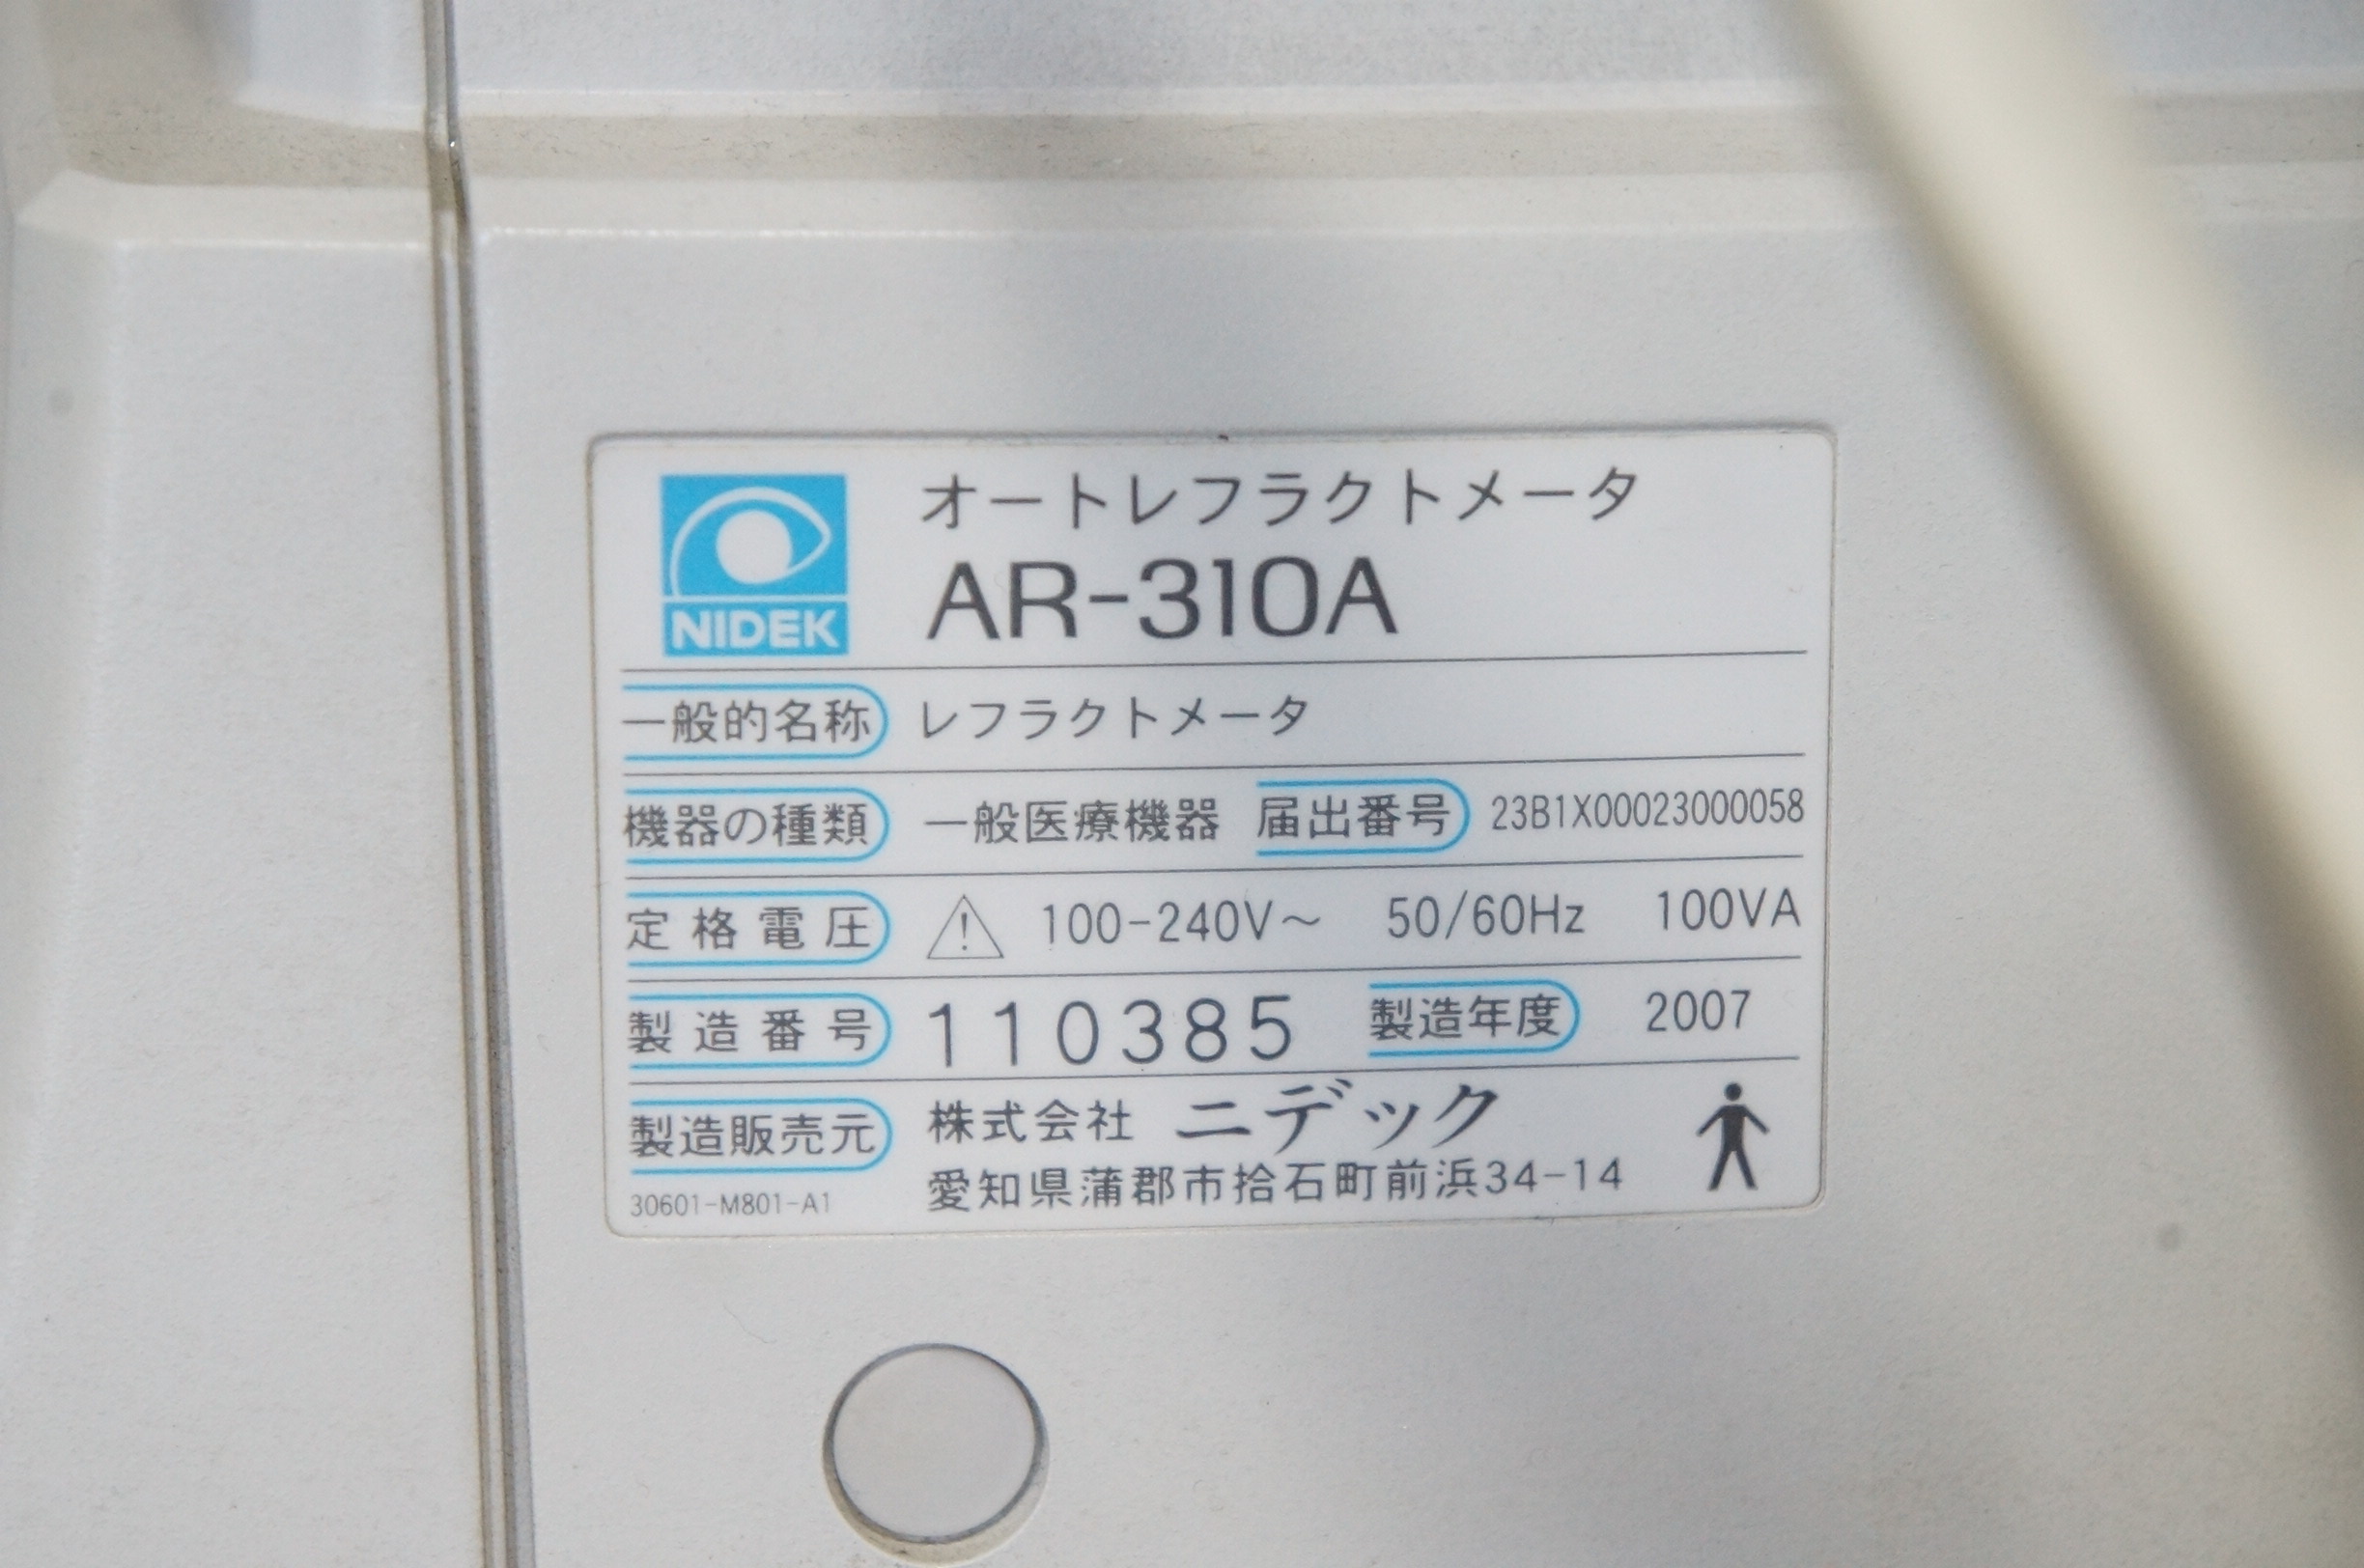 オートレフラクトメータ
NIDEK AR-310A
一般的名称 レフラクトメータ
機器の種類 一般医療機器 届出番号 23B1X00023000058
定格電圧 100-240V～ 50/60Hz 100VA
製造番号 110385 製造年度 2007
製造販売元 株式会社 ニデック
愛知県蒲郡市拾石町前浜34-14
30601-M801-A1